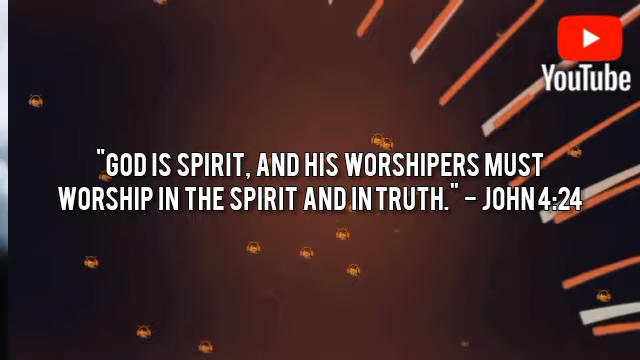 YouTube
"GOD IS SPIRIT, AND HIS WORSHIPERS MUST
WORSHIP IN THE SPIRIT AND IN TRUTH." - JOHN 4:24